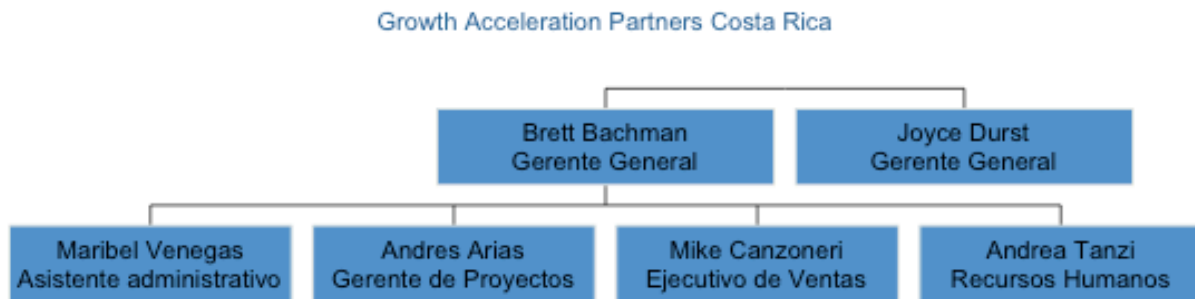 Growth Acceleration Partners Costa Rica
Brett Bachman
Gerente General
Joyce Durst
Gerente General
Maribel Venegas
Asistente administrativo
Andres Arias
Gerente de Proyectos
Mike Canzoneri
Ejecutivo de Ventas
Andrea Tanzi
Recursos Humanos